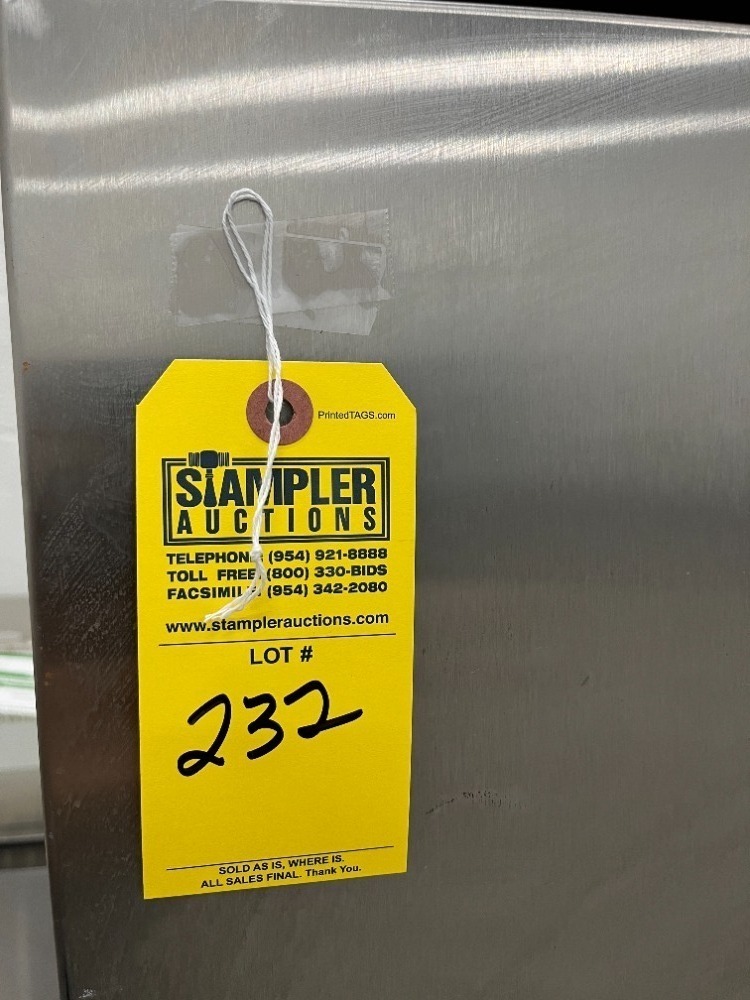 PrintedTAGS.com
STAMPLER
AUCTIONS
TELEPHONE: (954) 921-8888
TOLL FREE (800) 330-BIDS
FACSIMILE: (954) 342-2080
www.stamplerauctions.com
LOT #
232
SOLD AS IS, WHERE IS.
ALL SALES FINAL. Thank You.